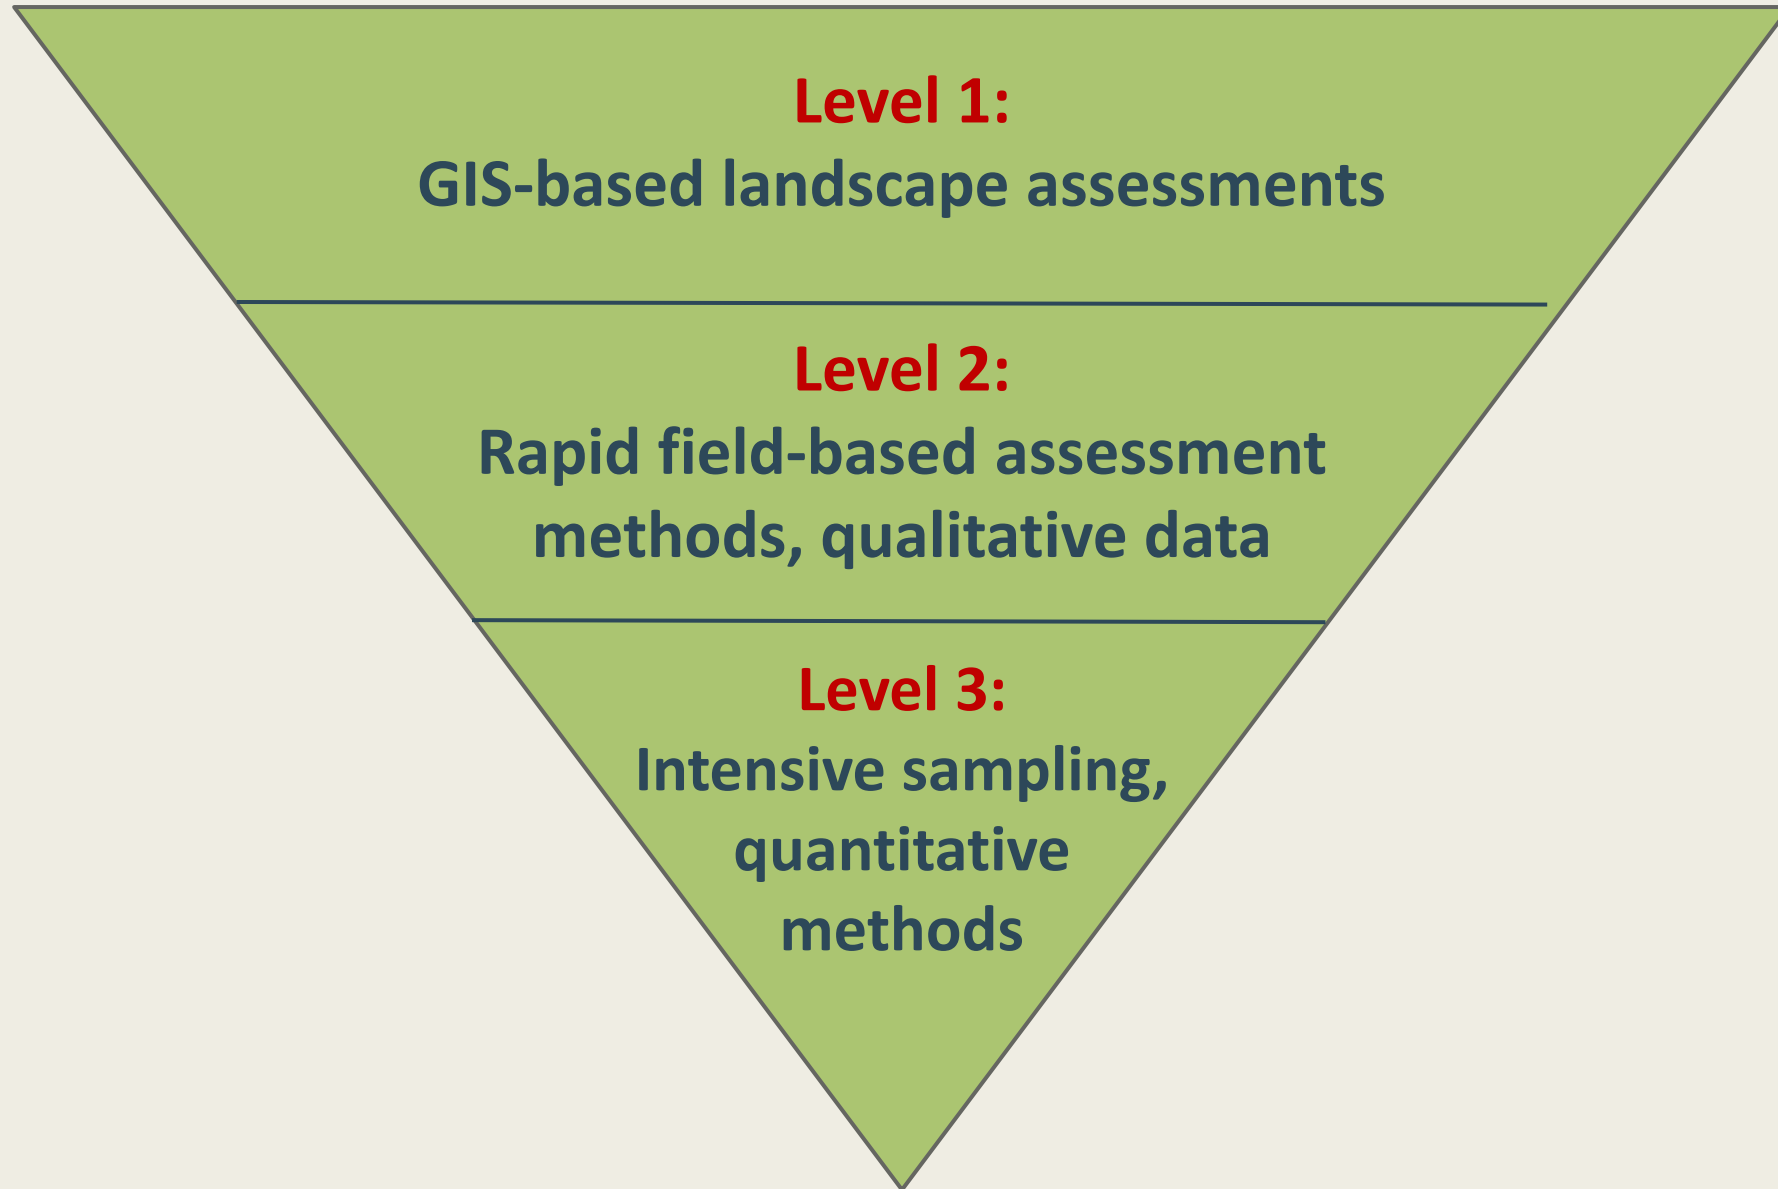 Level 1:
GIS-based landscape assessments
Level 2:
Rapid field-based assessment
methods, qualitative data
Level 3:
Intensive sampling,
quantitative
methods